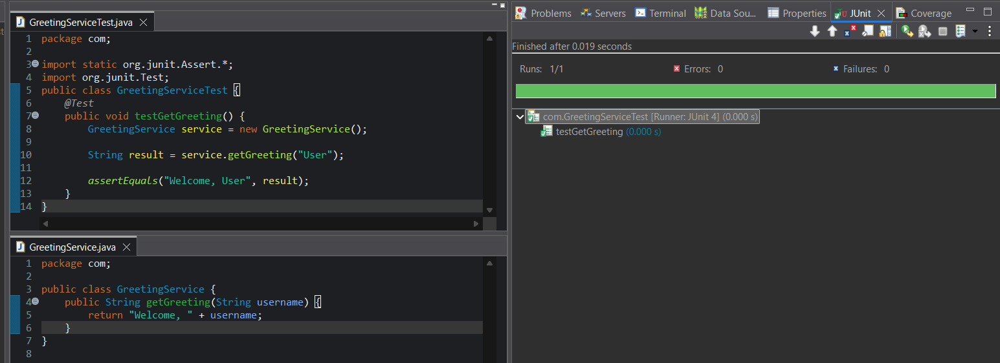 GreetingServiceTest.java
1 package com;
2
3 import static org.junit.Assert.*;
4 import org.junit.Test;
5 public class GreetingServiceTest {
6 @Test
7 public void testGetGreeting() {
8 GreetingService service = new GreetingService();
9
10 String result = service.getGreeting("User");
11
12 assertEquals("Welcome, User", result);
13 }
14 }
GreetingService.java
1 package com;
2
3 public class GreetingService {
4 public String getGreeting(String username) {
5 return "Welcome, " + username;
6 }
7 }
8
Problems Servers Terminal Data Sou... Properties JUnit Coverage
Finished after 0.019 seconds
Runs: 1/1 Errors: 0 Failures: 0
com.GreetingServiceTest [Runner: JUnit 4] (0.000 s)
testGetGreeting (0.000 s)